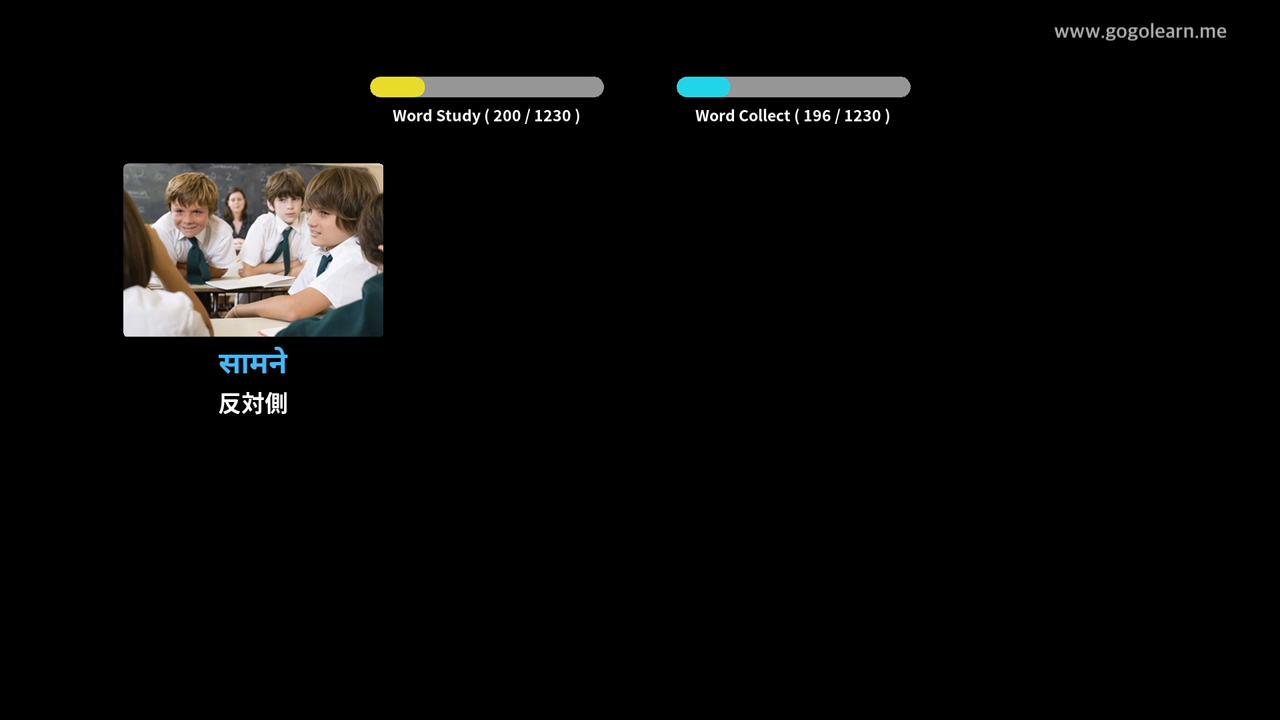 www.gogolearn.me
Word Study ( 200 / 1230 )
Word Collect ( 196 / 1230 )
सामने
反対側